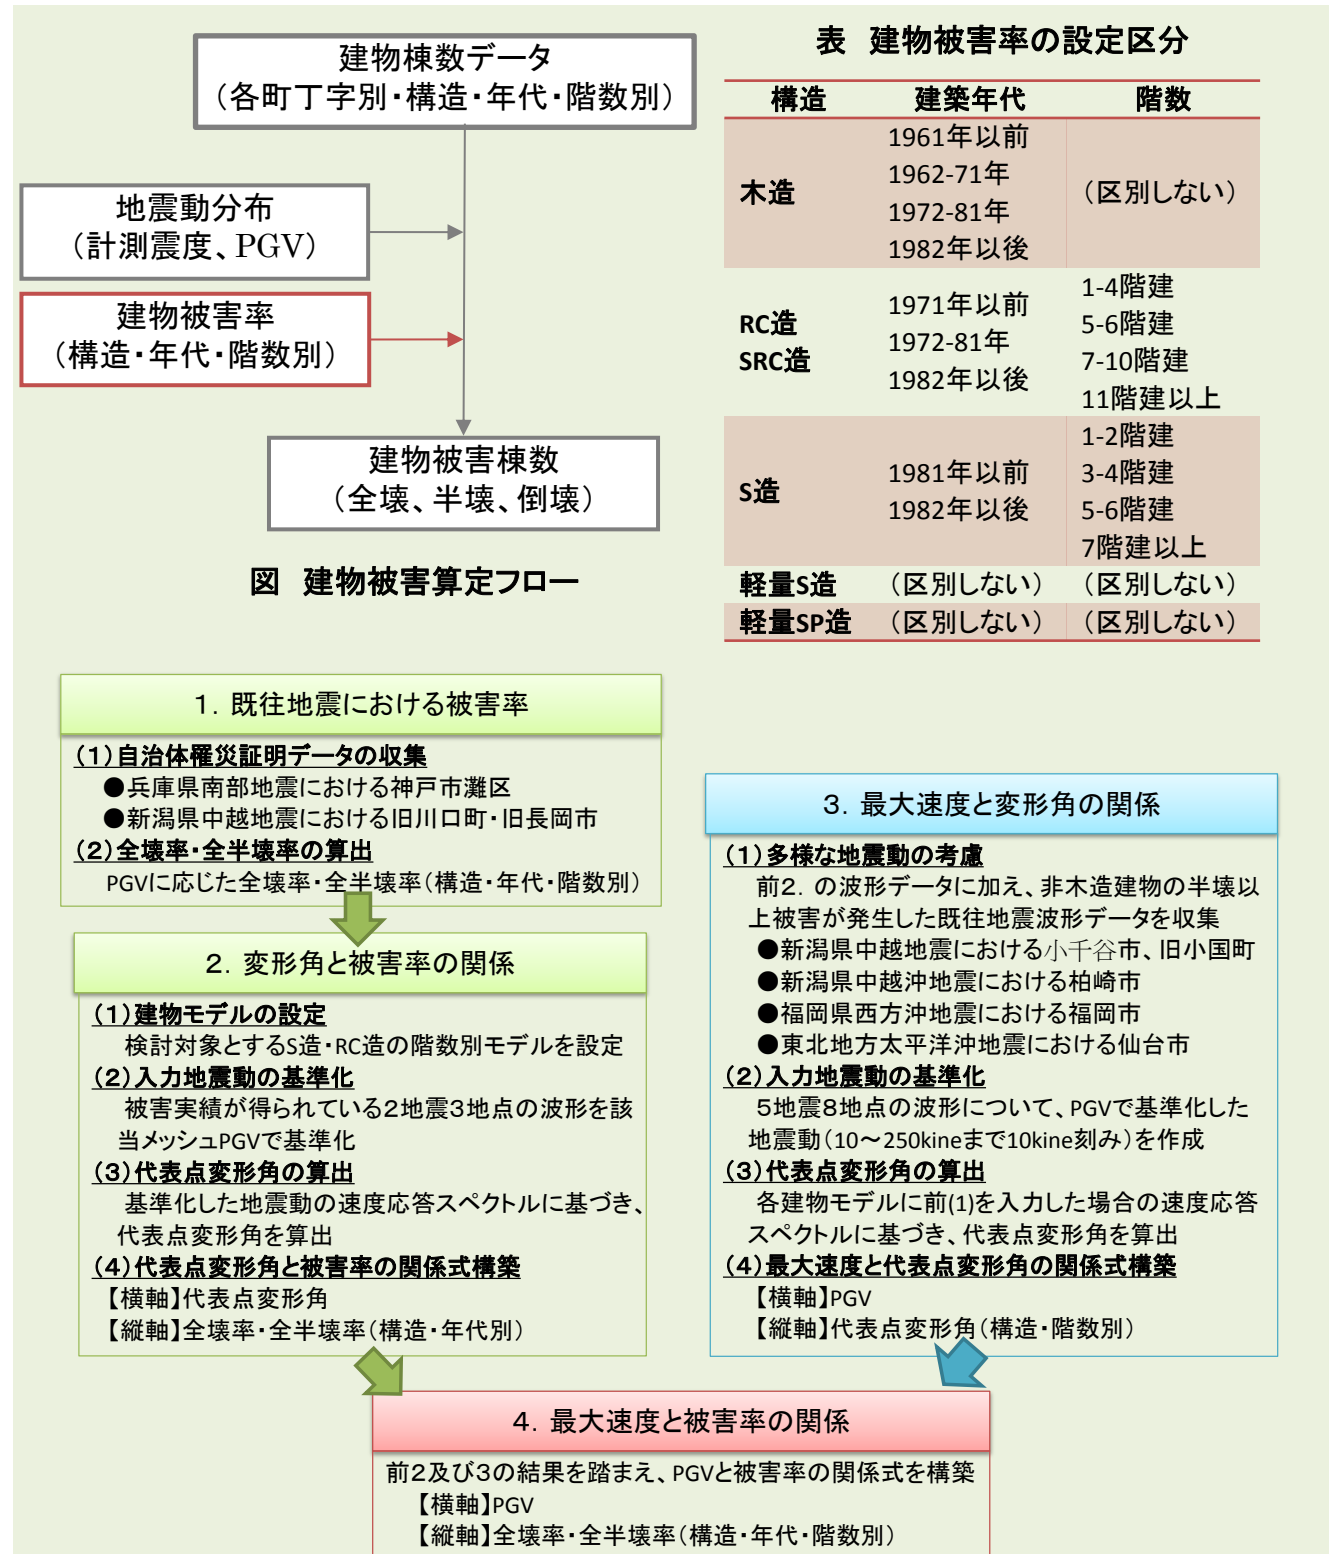 建物棟数データ
（各町丁字別・構造・年代・階数別）
地震動分布
（計測震度、PGV）
建物被害率
（構造・年代・階数別）
建物被害棟数
（全壊、半壊、倒壊）
図　建物被害算定フロー
表　建物被害率の設定区分
構造　建築年代　階数
木造
1961年以前
1962-71年
1972-81年
1982年以後
（区別しない）
RC造
SRC造
1971年以前
1972-81年
1982年以後
1-4階建
5-6階建
7-10階建
11階建以上
S造
1981年以前
1982年以後
1-2階建
3-4階建
5-6階建
7階建以上
軽量S造　（区別しない）　（区別しない）
軽量SP造　（区別しない）　（区別しない）
１．既往地震における被害率
（１）自治体罹災証明データの収集
●兵庫県南部地震における神戸市灘区
●新潟県中越地震における旧川口町・旧長岡市
（２）全壊率・全半壊率の算出
PGVに応じた全壊率・全半壊率（構造・年代・階数別）
２．変形角と被害率の関係
（１）建物モデルの設定
検討対象とするS造・RC造の階数別モデルを設定
（２）入力地震動の基準化
被害実績が得られている２地震３地点の波形を該
当メッシュPGVで基準化
（３）代表点変形角の算出
基準化した地震動の速度応答スペクトルに基づき、
代表点変形角を算出
（４）代表点変形角と被害率の関係式構築
【横軸】代表点変形角
【縦軸】全壊率・全半壊率（構造・年代別）
３．最大速度と変形角の関係
（１）多様な地震動の考慮
前２．の波形データに加え、非木造建物の半壊以
上被害が発生した既往地震波形データを収集
●新潟県中越地震における小千谷市、旧小国町
●新潟県中越沖地震における柏崎市
●福岡県西方沖地震における福岡市
●東北地方太平洋沖地震における仙台市
（２）入力地震動の基準化
５地震８地点の波形について、PGVで基準化した
地震動（10～250kineまで10kine刻み）を作成
（３）代表点変形角の算出
各建物モデルに前(1)を入力した場合の速度応答
スペクトルに基づき、代表点変形角を算出
（４）最大速度と代表点変形角の関係式構築
【横軸】PGV
【縦軸】代表点変形角（構造・階数別）
４．最大速度と被害率の関係
前２及び３の結果を踏まえ、PGVと被害率の関係式を構築
【横軸】PGV
【縦軸】全壊率・全半壊率（構造・年代・階数別）